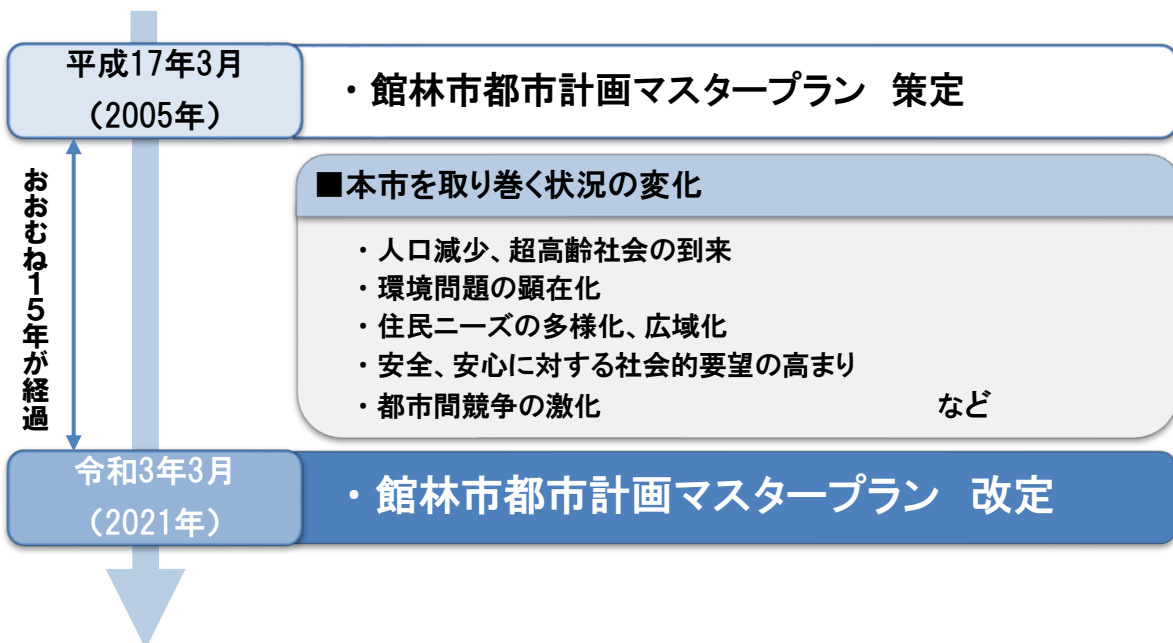 平成17年3月
(2005年)
・館林市都市計画マスタープラン 策定
おおむね15年が経過
■本市を取り巻く状況の変化
・人口減少、超高齢社会の到来
・環境問題の顕在化
・住民ニーズの多様化、広域化
・安全、安心に対する社会的要望の高まり
・都市間競争の激化 など
令和3年3月
(2021年)
・館林市都市計画マスタープラン 改定